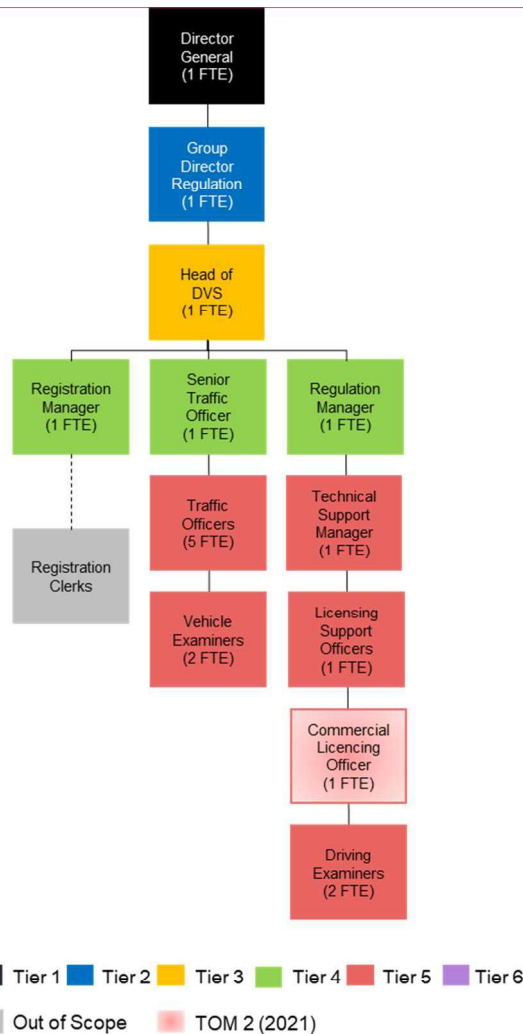 Director
General
(1 FTE)
Group
Director
Regulation
(1 FTE)
Head of
DVS
(1 FTE)
Registration
Manager
(1 FTE)
Senior
Traffic
Officer
(1 FTE)
Regulation
Manager
(1 FTE)
Traffic
Officers
(5 FTE)
Technical
Support
Manager
(1 FTE)
Registration
Clerks
Vehicle
Examiners
(2 FTE)
Licensing
Support
Officers
(1 FTE)
Commercial
Licencing
Officer
(1 FTE)
Driving
Examiners
(2 FTE)
Tier 1 Tier 2 Tier 3 Tier 4 Tier 5 Tier 6
Out of Scope TOM 2 (2021)